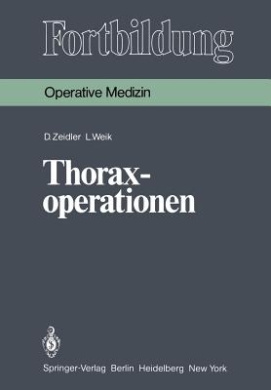 Fortbildung
Operative Medizin
D. Zeidler L. Weik
Thorax-
operationen
Springer-Verlag Berlin Heidelberg New York